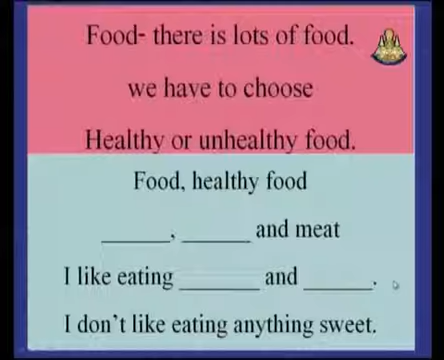 Food- there is lots of food.
we have to choose
Healthy or unhealthy food.
Food, healthy food
______, ______ and meat
I like eating _______ and ______.
I don't like eating anything sweet.